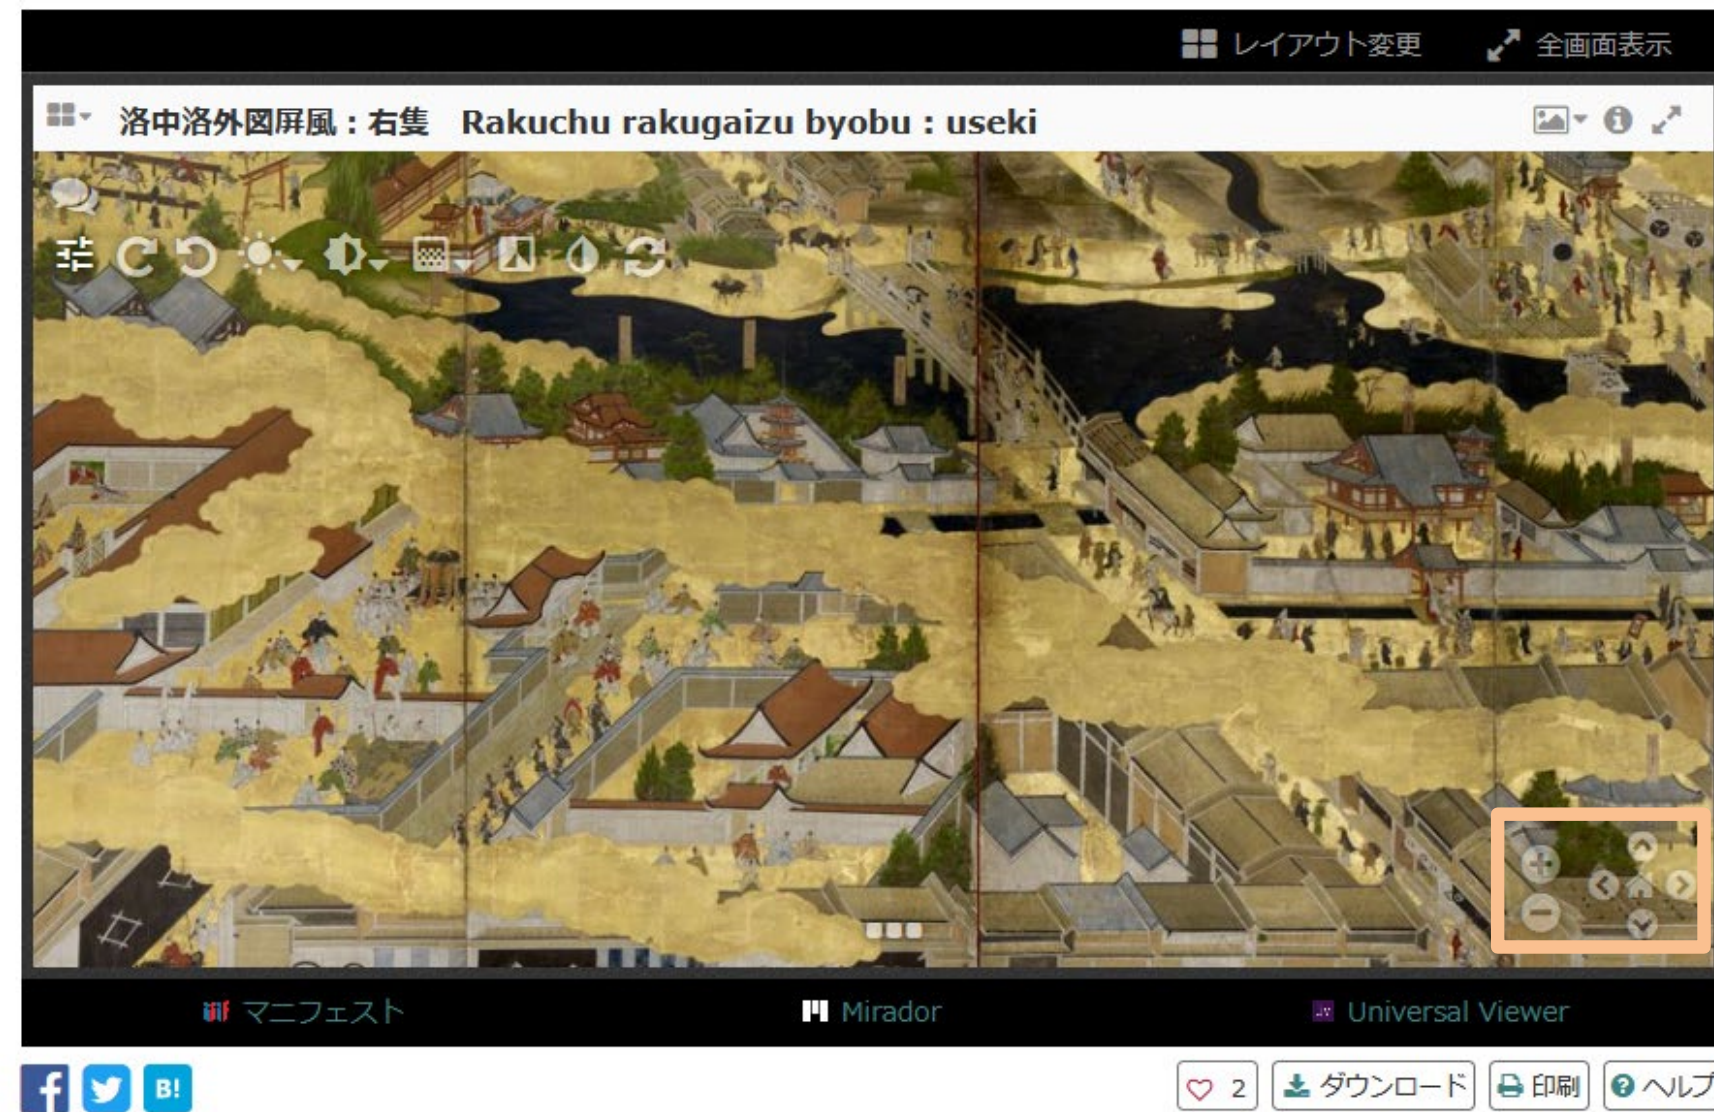 レイアウト変更 全画面表示
洛中洛外図屏風:右隻 Rakuchu rakugaizu byobu : useki
マニフェスト Mirador Universal Viewer
f B! 2 ダウンロード 印刷 ヘルプ